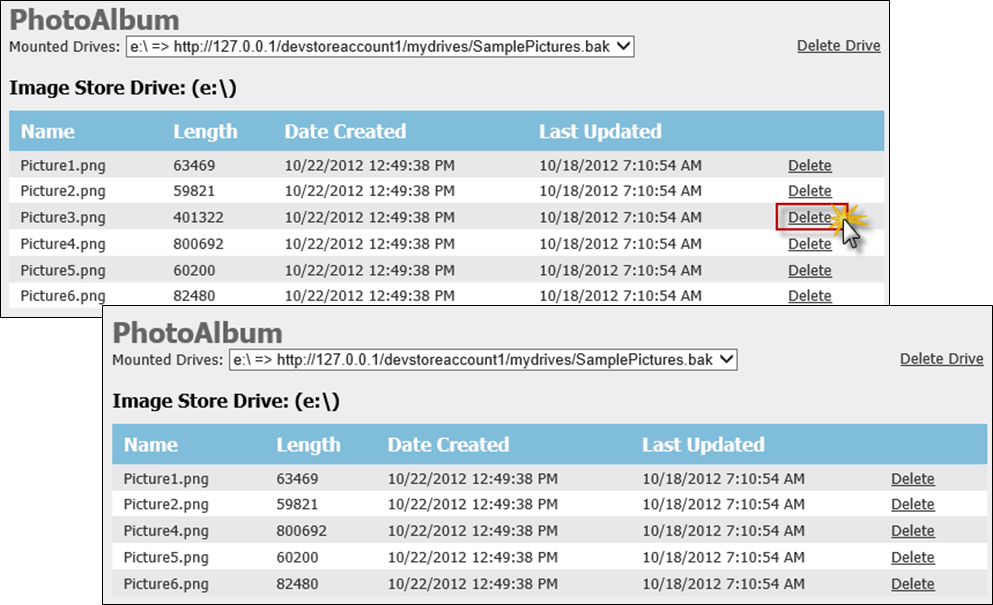 PhotoAlbum
Mounted Drives: e:\ => http://127.0.0.1/devstoreaccount1/mydrives/SamplePictures.bak Delete Drive
Image Store Drive: (e:\)
Name Length Date Created Last Updated
Picture1.png 63469 10/22/2012 12:49:38 PM 10/18/2012 7:10:54 AM Delete
Picture2.png 59821 10/22/2012 12:49:38 PM 10/18/2012 7:10:54 AM Delete
Picture3.png 401322 10/22/2012 12:49:38 PM 10/18/2012 7:10:54 AM Delete
Picture4.png 800692 10/22/2012 12:49:38 PM 10/18/2012 7:10:54 AM Delete
Picture5.png 60200 10/22/2012 12:49:38 PM 10/18/2012 7:10:54 AM Delete
Picture6.png 82480 10/22/2012 12:49:38 PM 10/18/2012 7:10:54 AM Delete
PhotoAlbum
Mounted Drives: e:\ => http://127.0.0.1/devstoreaccount1/mydrives/SamplePictures.bak Delete Drive
Image Store Drive: (e:\)
Name Length Date Created Last Updated
Picture1.png 63469 10/22/2012 12:49:38 PM 10/18/2012 7:10:54 AM Delete
Picture2.png 59821 10/22/2012 12:49:38 PM 10/18/2012 7:10:54 AM Delete
Picture4.png 800692 10/22/2012 12:49:38 PM 10/18/2012 7:10:54 AM Delete
Picture5.png 60200 10/22/2012 12:49:38 PM 10/18/2012 7:10:54 AM Delete
Picture6.png 82480 10/22/2012 12:49:38 PM 10/18/2012 7:10:54 AM Delete